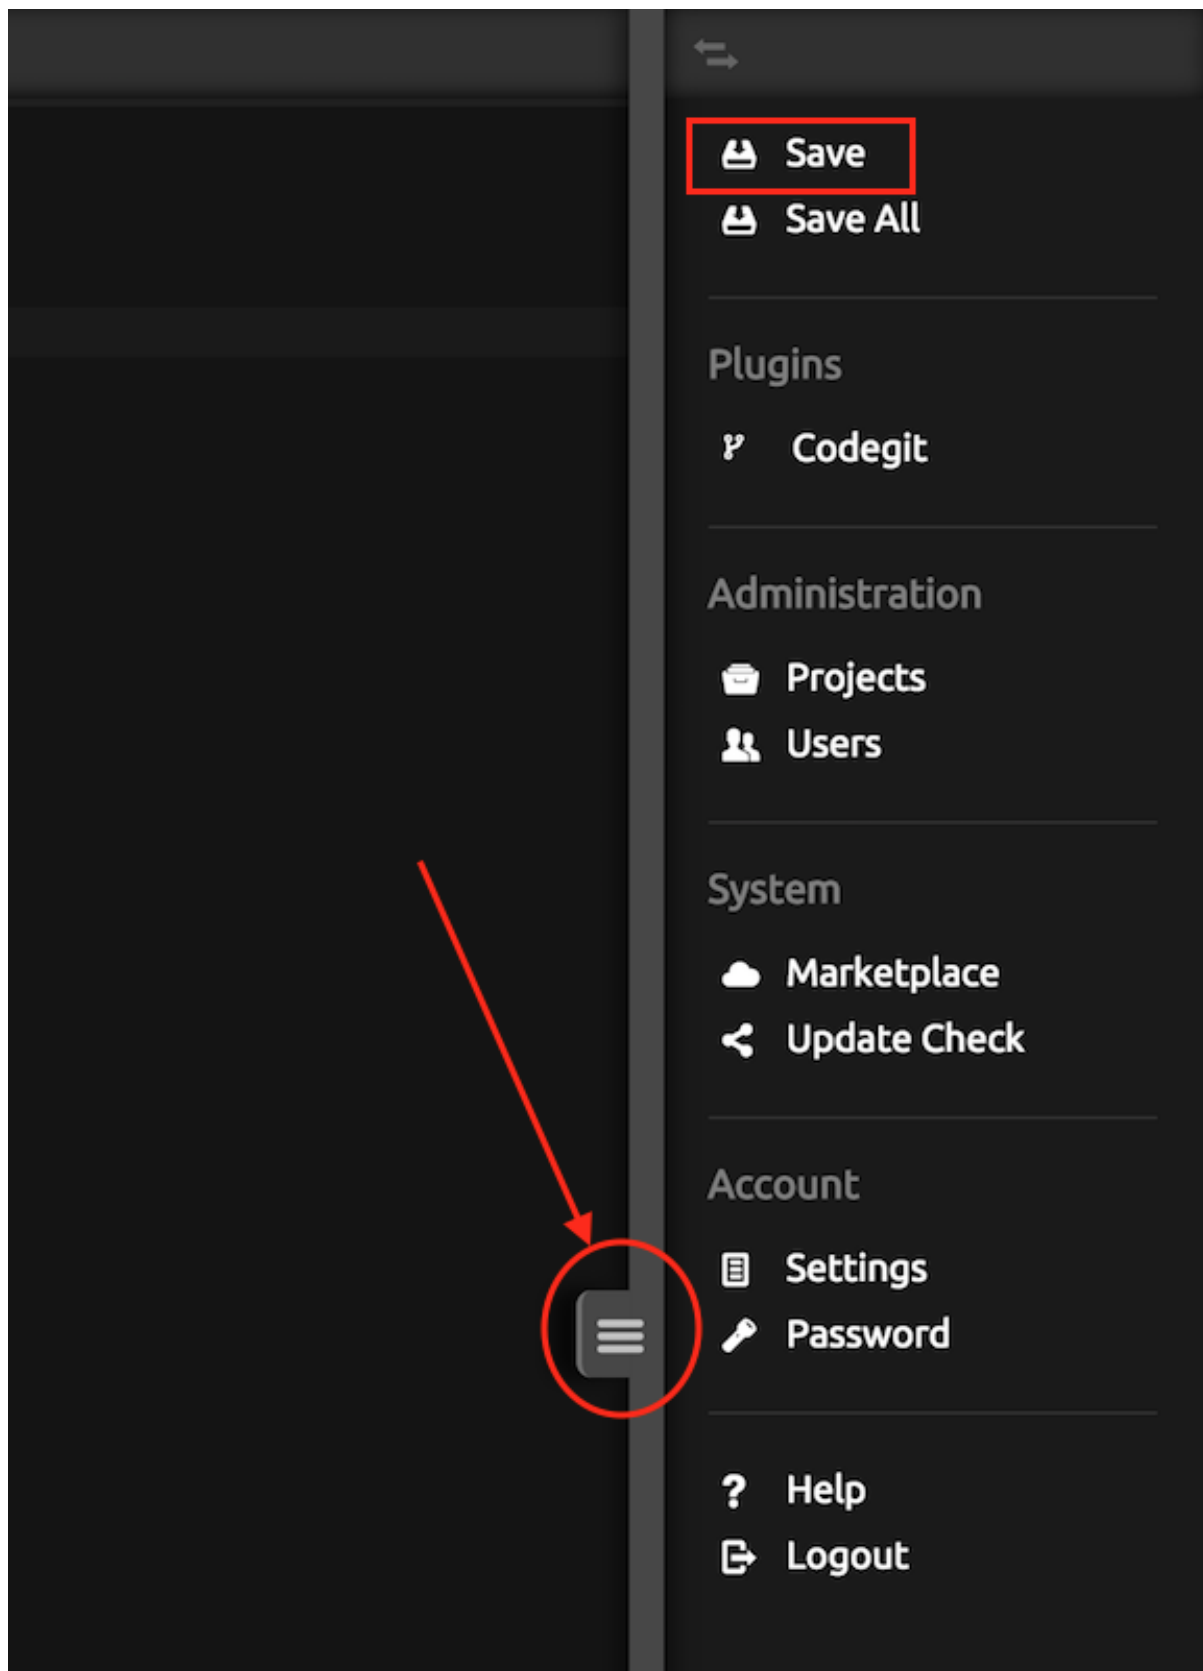 Save
Save All
Plugins
Codegit
Administration
Projects
Users
System
Marketplace
Update Check
Account
Settings
Password
Help
Logout